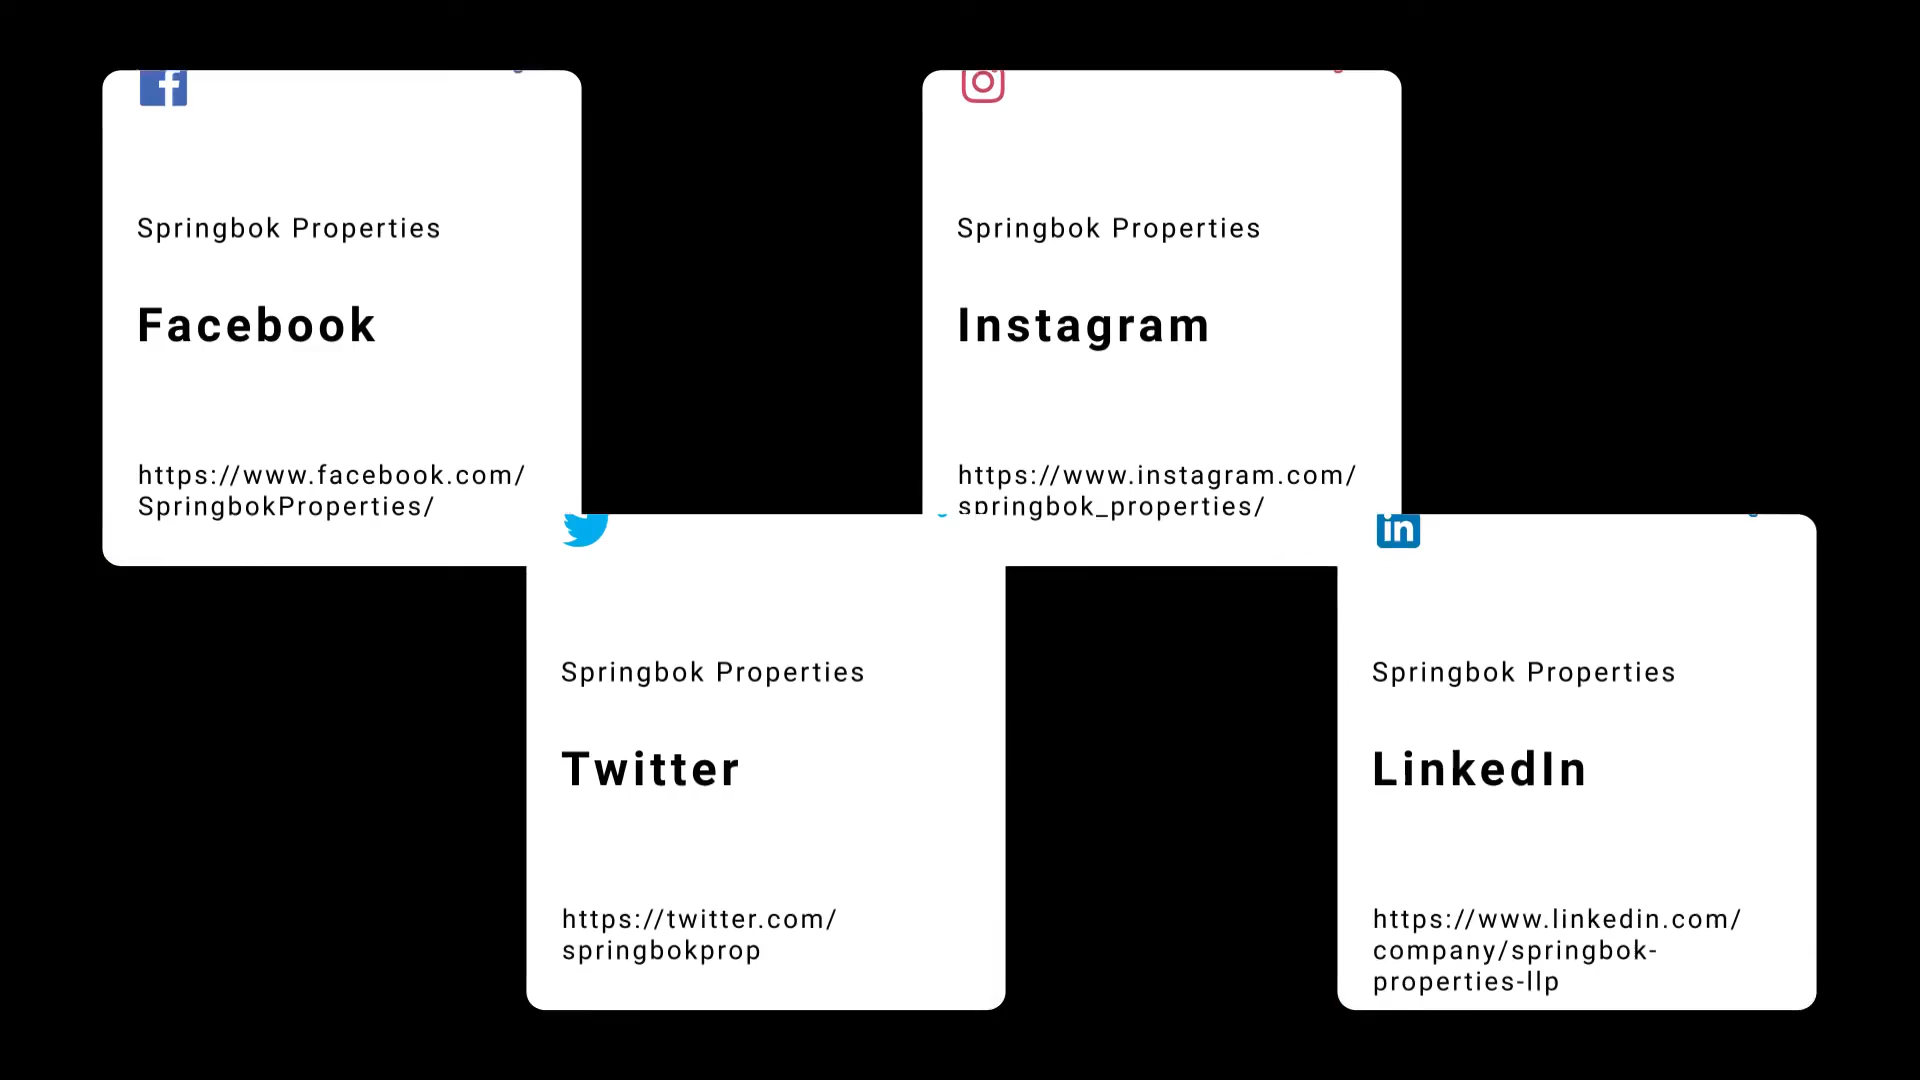 Springbok Properties
Facebook
https://www.facebook.com/
SpringbokProperties/
Springbok Properties
Instagram
https://www.instagram.com/
springbok_properties/
Springbok Properties
Twitter
https://twitter.com/
springbokprop
in
Springbok Properties
LinkedIn
https://www.linkedin.com/
company/springbok-
properties-llp